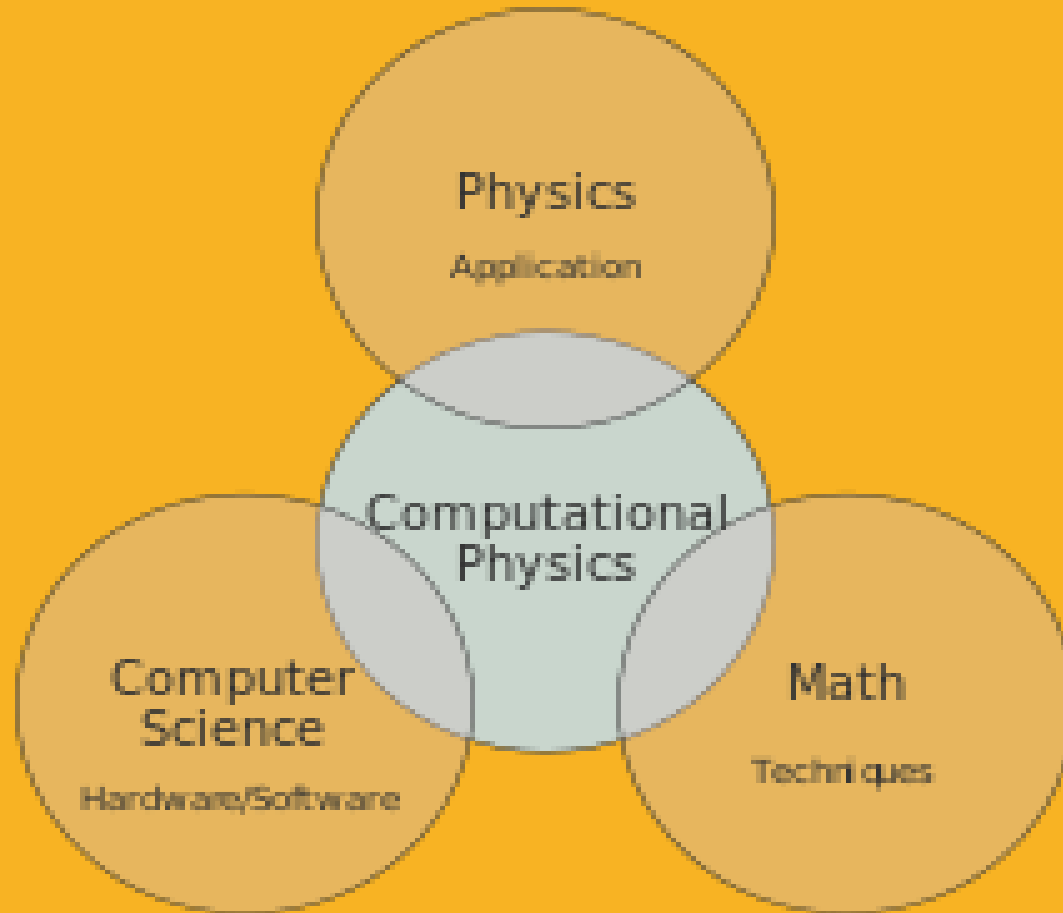 Physics
Application
Computational
Physics
Computer
Science
Hardware/Software
Math
Techniques